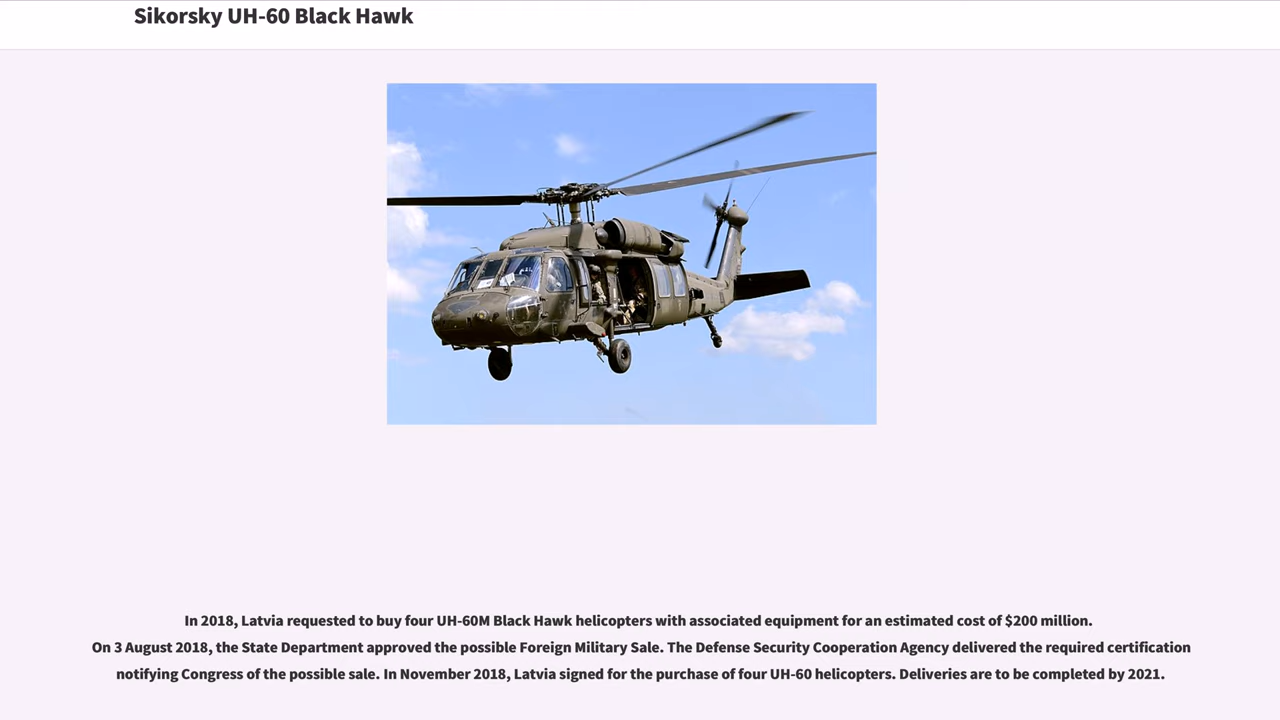 Sikorsky UH-60 Black Hawk
In 2018, Latvia requested to buy four UH-60M Black Hawk helicopters with associated equipment for an estimated cost of $200 million.
On 3 August 2018, the State Department approved the possible Foreign Military Sale. The Defense Security Cooperation Agency delivered the required certification
notifying Congress of the possible sale. In November 2018, Latvia signed for the purchase of four UH-60 helicopters. Deliveries are to be completed by 2021.